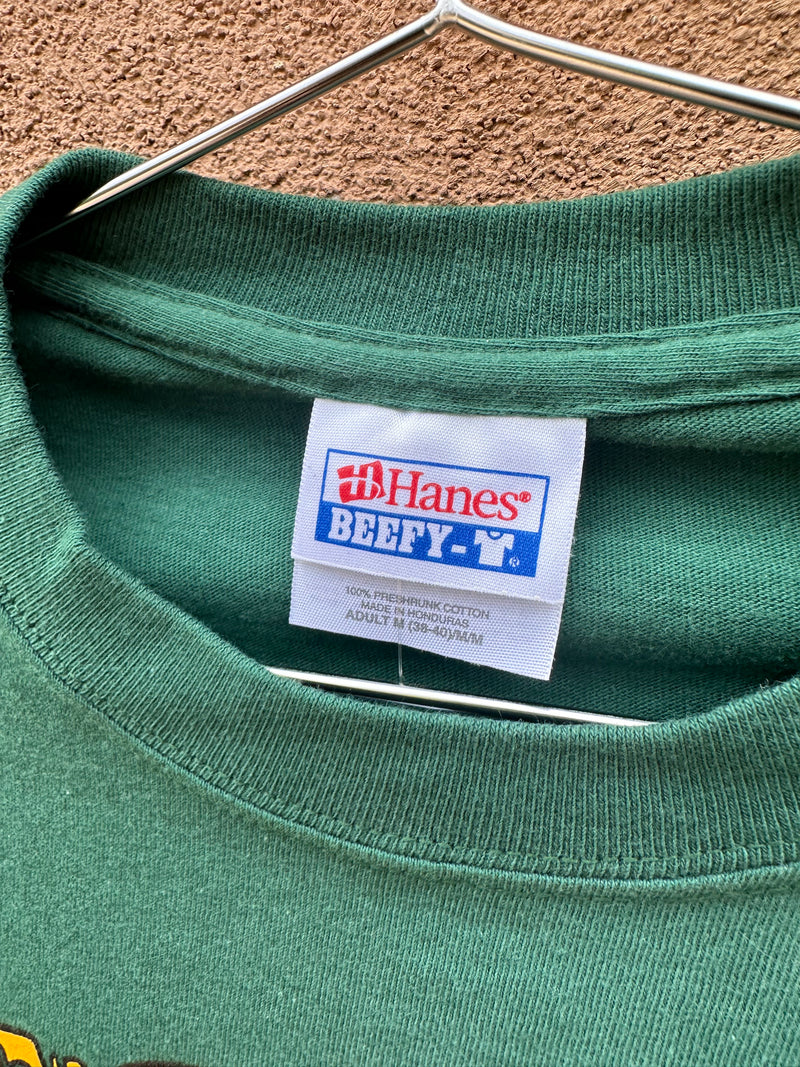 Hanes®
BEEFY-T®
100% PRESHRUNK COTTON
MADE IN HONDURAS
ADULT M (38-40)/M/M